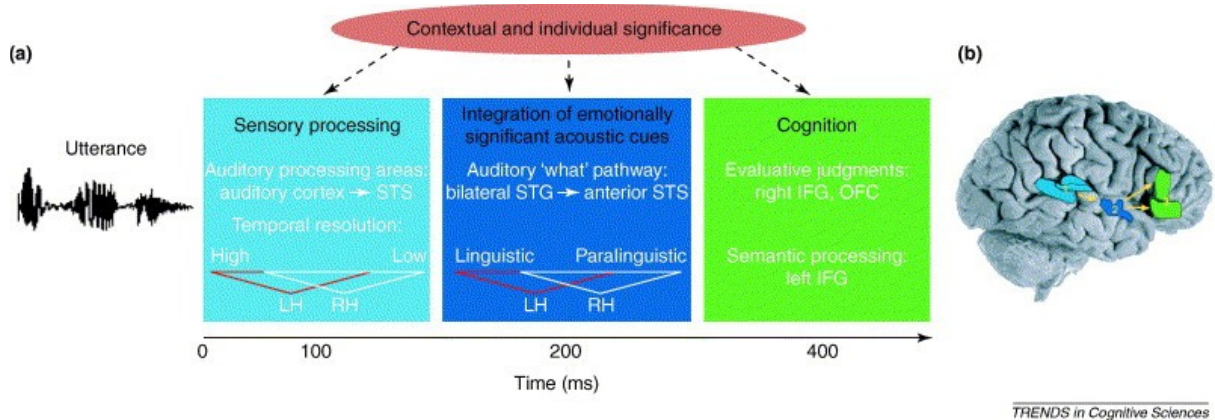 Contextual and individual significance
(a)
(b)
Utterance
Sensory processing
Auditory processing areas:
auditory cortex → STS
Temporal resolution:
High Low
LH RH
Integration of emotionally
significant acoustic cues
Auditory ‘what’ pathway:
bilateral STG → anterior STS
Linguistic Paralinguistic
LH RH
Cognition
Evaluative judgments:
right IFG, OFC
Semantic processing:
left IFG
0 100 200 400
Time (ms)
TRENDS in Cognitive Sciences